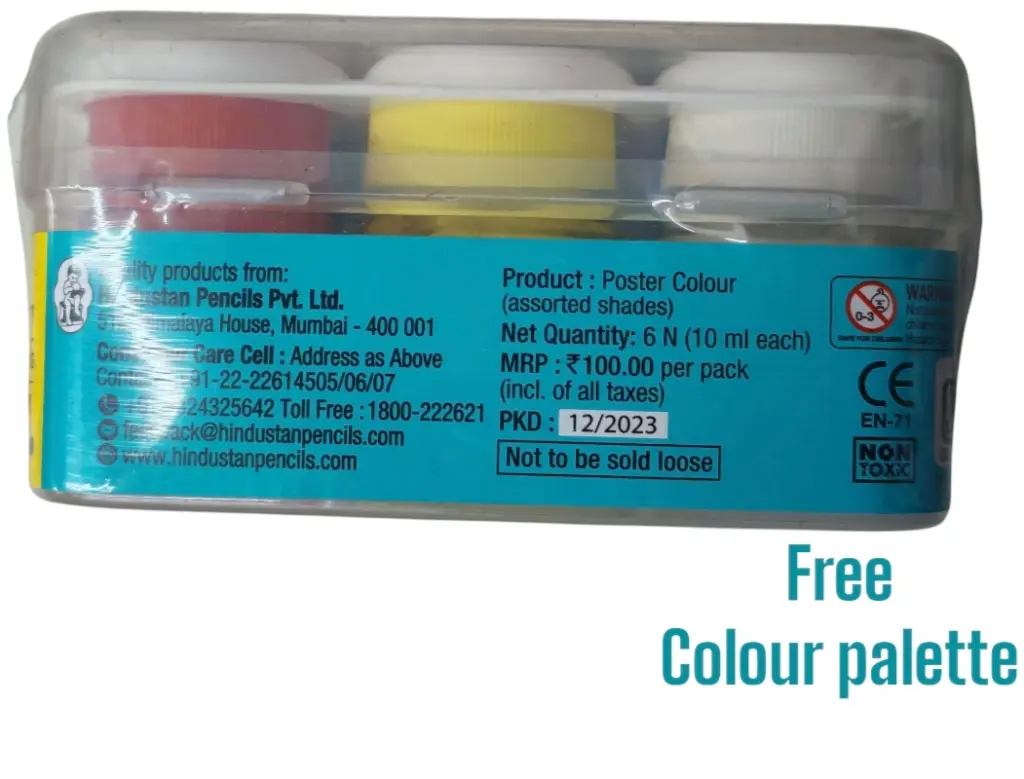 products from:
Pencils Pvt. Ltd.
House, Mumbai - 400 001
Care Cell : Address as Above
91-22-22614505/06/07
24325642 Toll Free :1800-222621
@hindustanpencils.com
www.hindustanpencils.com
Product : Poster Colour
(assorted shades)
Net Quantity: 6 N (10 ml each)
MRP : ₹100.00 per pack
(incl. of all taxes)
PKD : 12/2023
Not to be sold loose
0-3
CE
EN-71
NON
TOXIC
Free
Colour palette